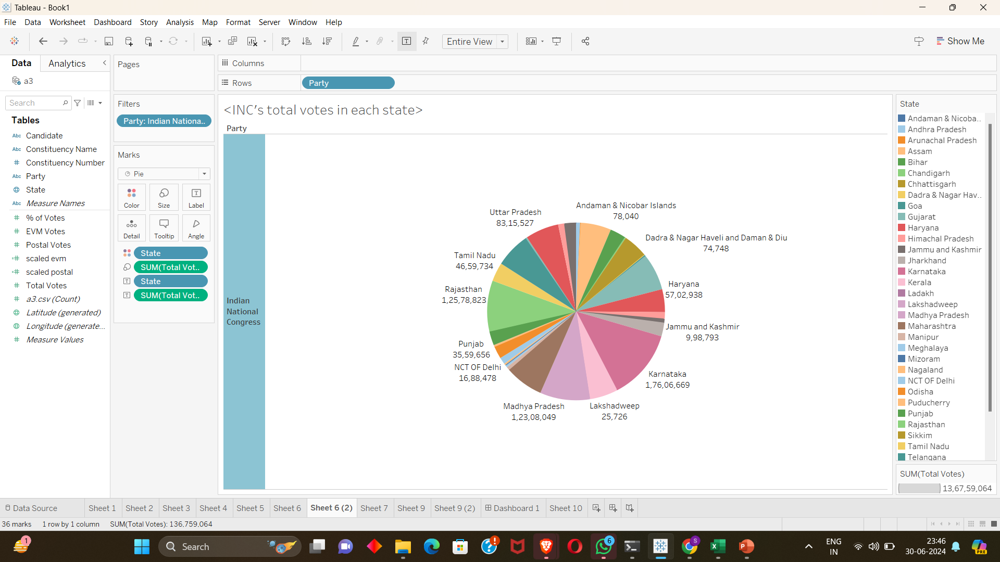 Tableau - Book1
File Data Worksheet Dashboard Story Analysis Map Format Server Window Help
Entire View
Show Me
Data Analytics
a3
Search
Tables
Abc Candidate
Abc Constituency Name
# Constituency Number
Abc Party
State
Abc Measure Names
# % of Votes
# EVM Votes
# Postal Votes
=# scaled evm
=# scaled postal
# Total Votes
# a3.csv (Count)
Latitude (generated)
Longitude (generate...
# Measure Values
Pages
Filters
Party: Indian Nationa..
Marks
Pie
Color Size Label
Detail Tooltip Angle
State
SUM(Total Vot..
State
SUM(Total Vot..
Columns
Rows Party
<INC's total votes in each state>
Party
Indian
National
Congress
Andaman & Nicobar Islands
78,040
Dadra & Nagar Haveli and Daman & Diu
74,748
Haryana
57,02,938
Jammu and Kashmir
9,98,793
Karnataka
1,76,06,669
Lakshadweep
25,726
Madhya Pradesh
1,23,08,049
NCT OF Delhi
16,88,478
Punjab
35,59,656
Rajasthan
1,25,78,823
Tamil Nadu
46,59,734
Uttar Pradesh
83,15,527
State
Andaman & Nicoba..
Andhra Pradesh
Arunachal Pradesh
Assam
Bihar
Chandigarh
Chhattisgarh
Dadra & Nagar Hav..
Goa
Gujarat
Haryana
Himachal Pradesh
Jammu and Kashmir
Jharkhand
Karnataka
Kerala
Ladakh
Lakshadweep
Madhya Pradesh
Maharashtra
Manipur
Meghalaya
Mizoram
Nagaland
NCT OF Delhi
Odisha
Puducherry
Punjab
Rajasthan
Sikkim
Tamil Nadu
Telangana
SUM(Total Votes)
13,67,59,064
Data Source Sheet 1 Sheet 2 Sheet 3 Sheet 4 Sheet 5 Sheet 6 Sheet 6 (2) Sheet 7 Sheet 9 Sheet 9 (2) Dashboard 1 Sheet 10
36 marks 1 row by 1 column SUM(Total Votes): 136,759,064
1
Search
6
S
ENG
IN
23:46
30-06-2024
PRE